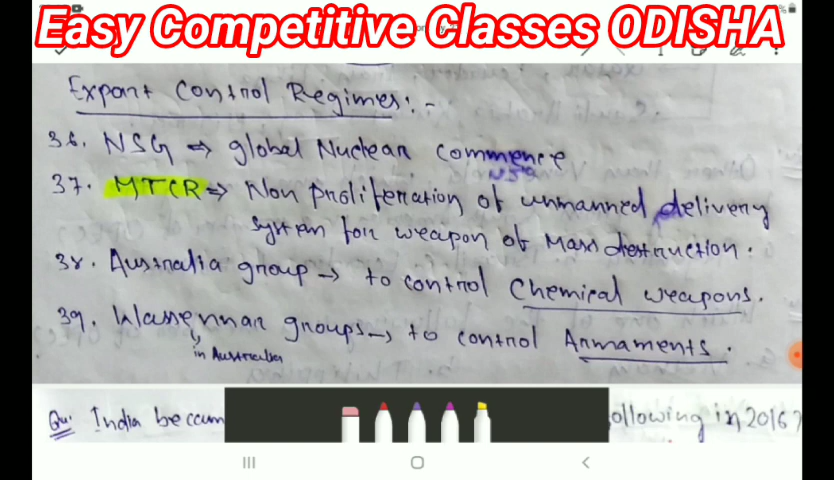 Easy Competitive Classes ODISHA
Export Control Regimes:-
36. NSG => global Nuclear commence
NSG
37. MTCR => Non proliferation of unmanned delivery
system for weapon of Mass destruction.
38. Australia group -> to control Chemical weapons.
39. Wassennar groups -> to control Armaments.
in Australia
Qu: India becam ollowing in 2016?